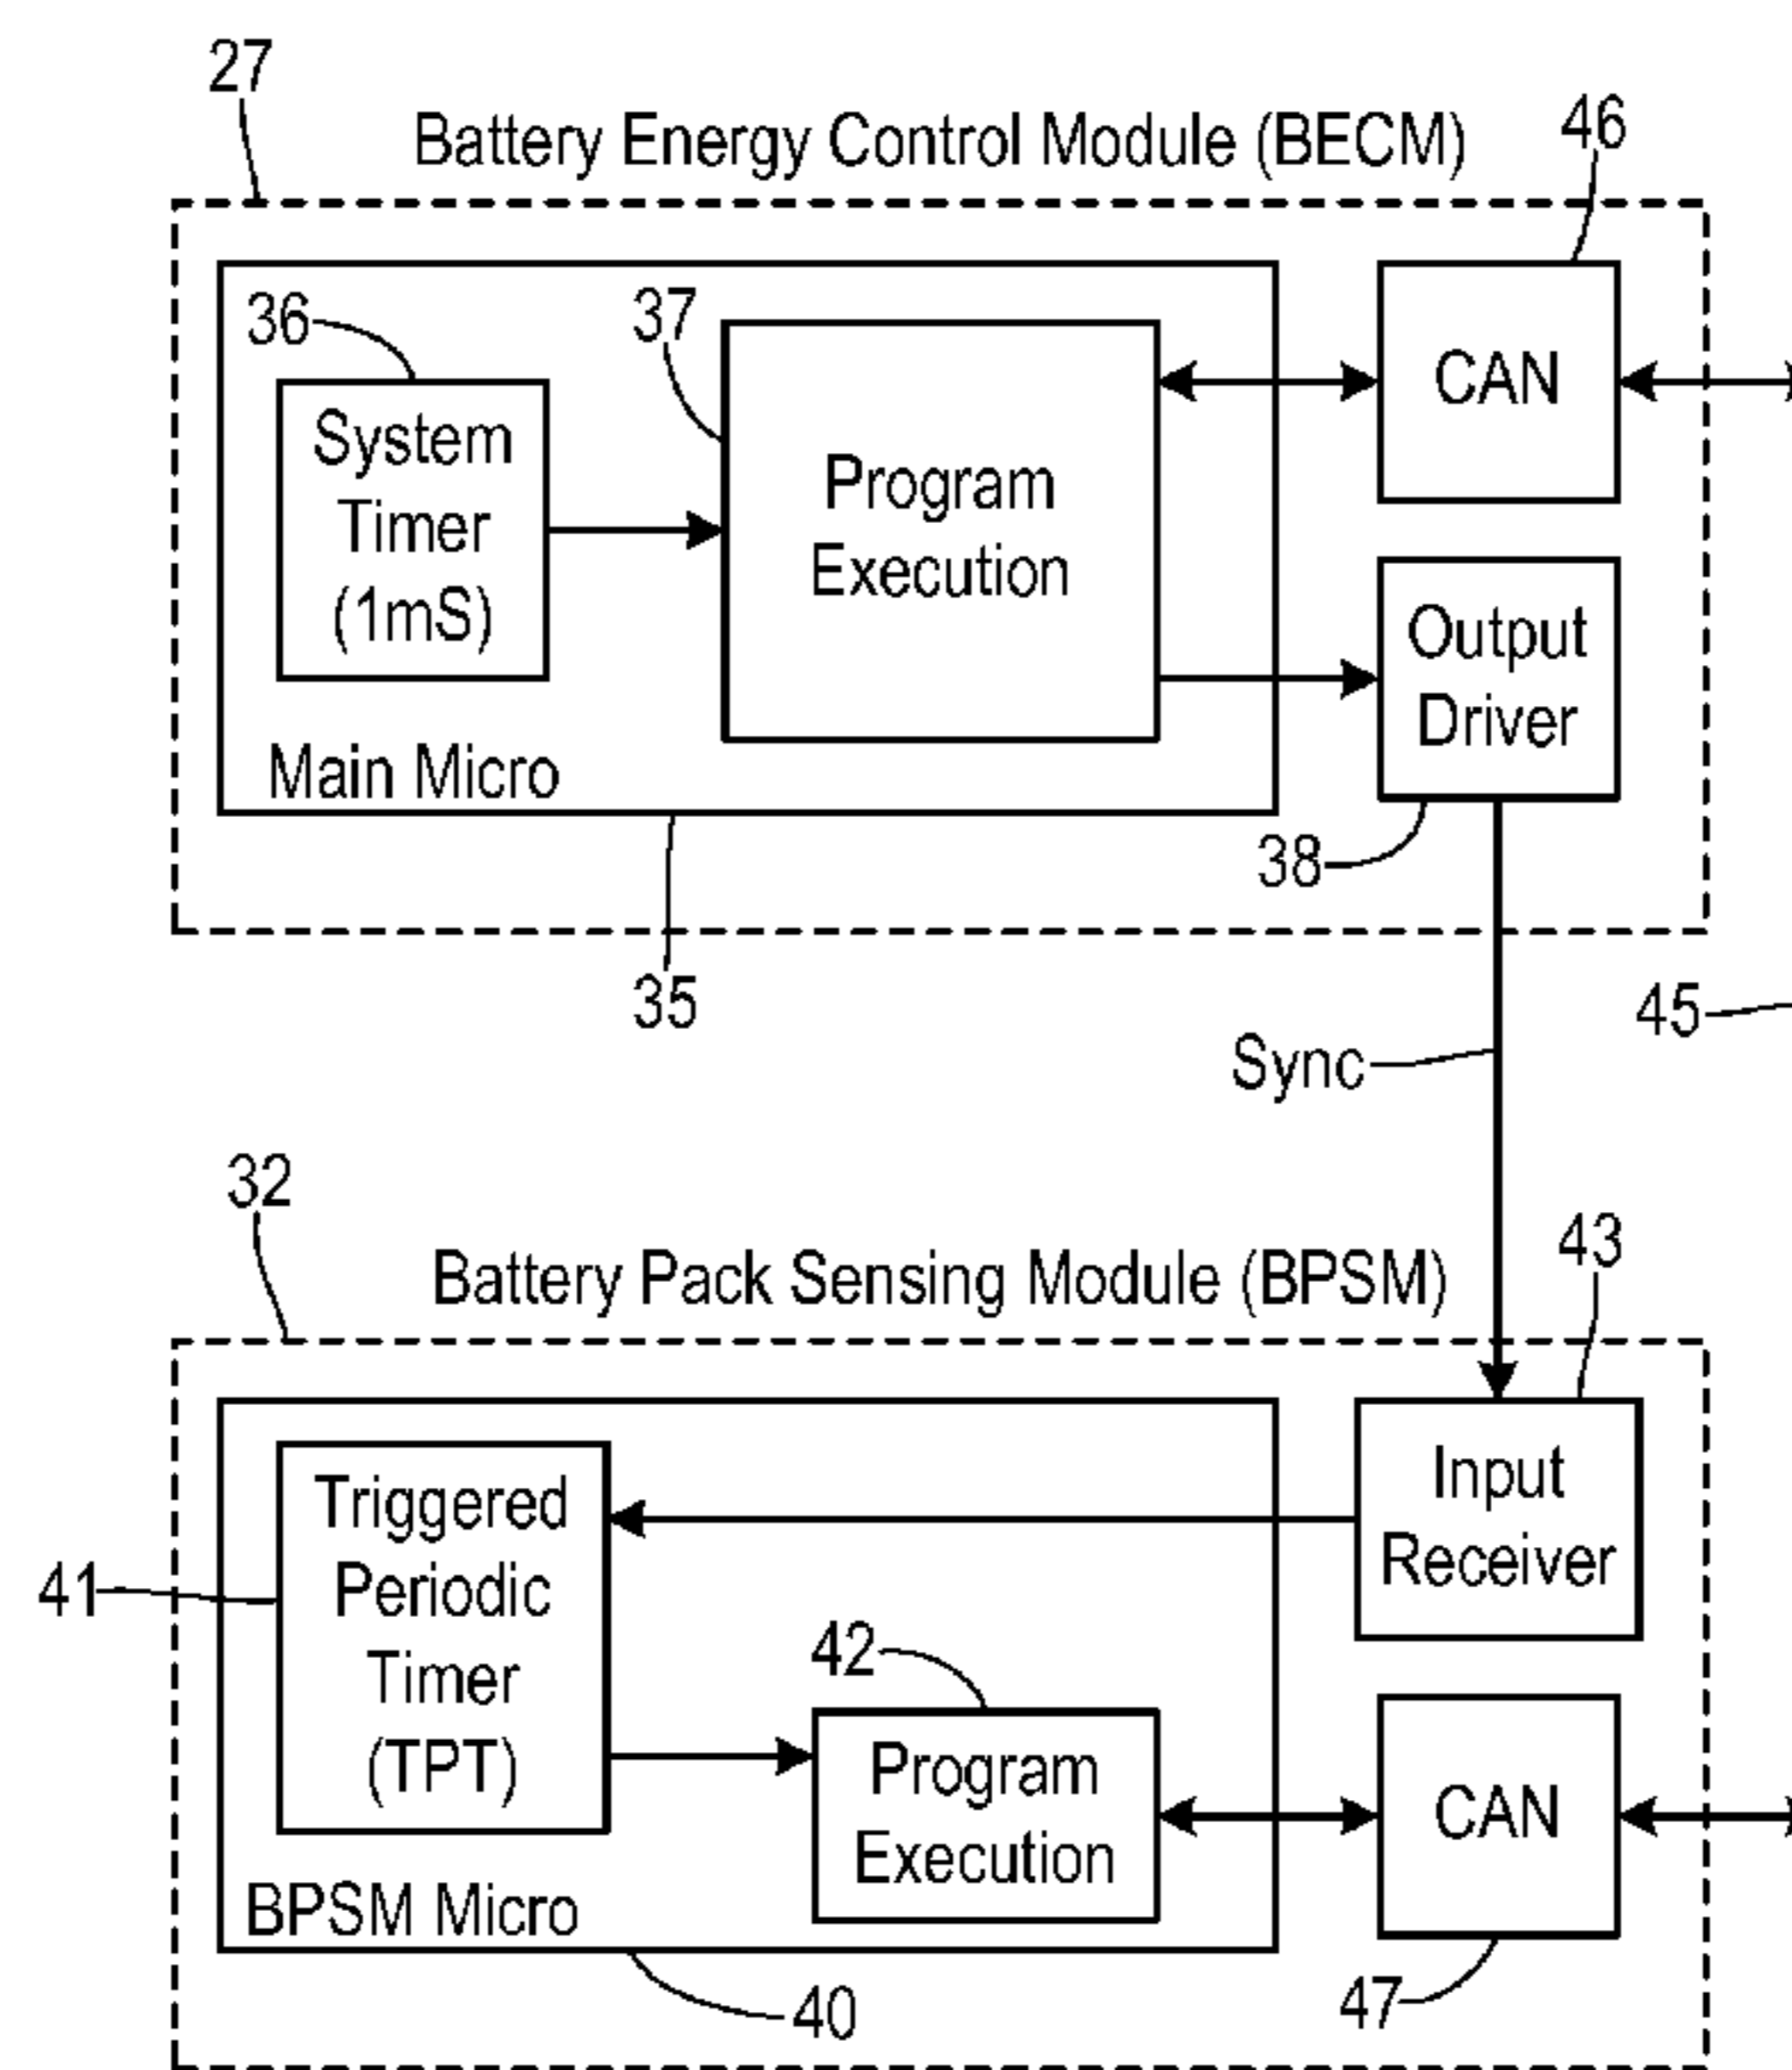 27
Battery Energy Control Module (BECM)
46
36
37
System
Timer
(1mS)
Program
Execution
CAN
Output
Driver
Main Micro
38
35
45
Sync
32
Battery Pack Sensing Module (BPSM)
43
Triggered
Periodic
Timer
(TPT)
Input
Receiver
41
42
Program
Execution
CAN
BPSM Micro
47
40